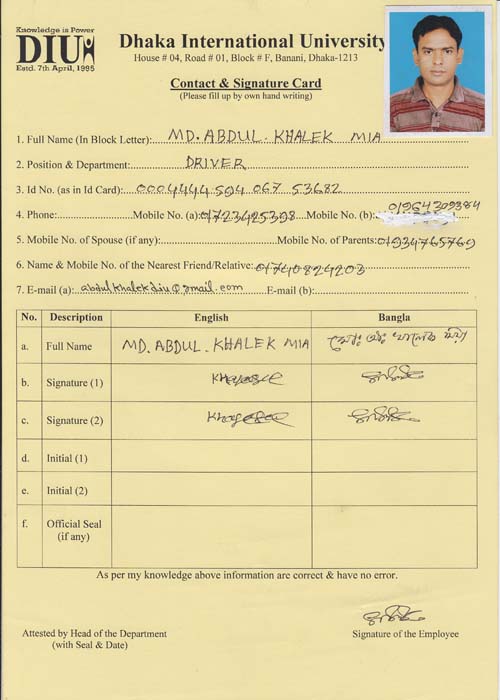 Knowledge is Power
DIU
Estd. 7th April, 1995
Dhaka International University
House # 04, Road # 01, Block # F, Banani, Dhaka-1213
Contact & Signature Card
(Please fill up by own hand writing)
1. Full Name (In Block Letter): MD. ABDUL. KHALEK MIA
2. Position & Department: DRIVER
3. Id No. (as in Id Card): 0004444504 067 53682
4. Phone: Mobile No. (a): 01723425398 Mobile No. (b): 01964309384
5. Mobile No. of Spouse (if any): Mobile No. of Parents: 01934765769
6. Name & Mobile No. of the Nearest Friend/Relative: 01740824203
7. E-mail (a): abdulkhalekdiu@gmail.com E-mail (b):
No. Description English Bangla
a. Full Name MD. ABDUL. KHALEK MIA মোঃ আঃ খালেক মিয়া
b. Signature (1)
c. Signature (2)
d. Initial (1)
e. Initial (2)
f. Official Seal
(if any)
As per my knowledge above information are correct & have no error.
Attested by Head of the Department Signature of the Employee
(with Seal & Date)